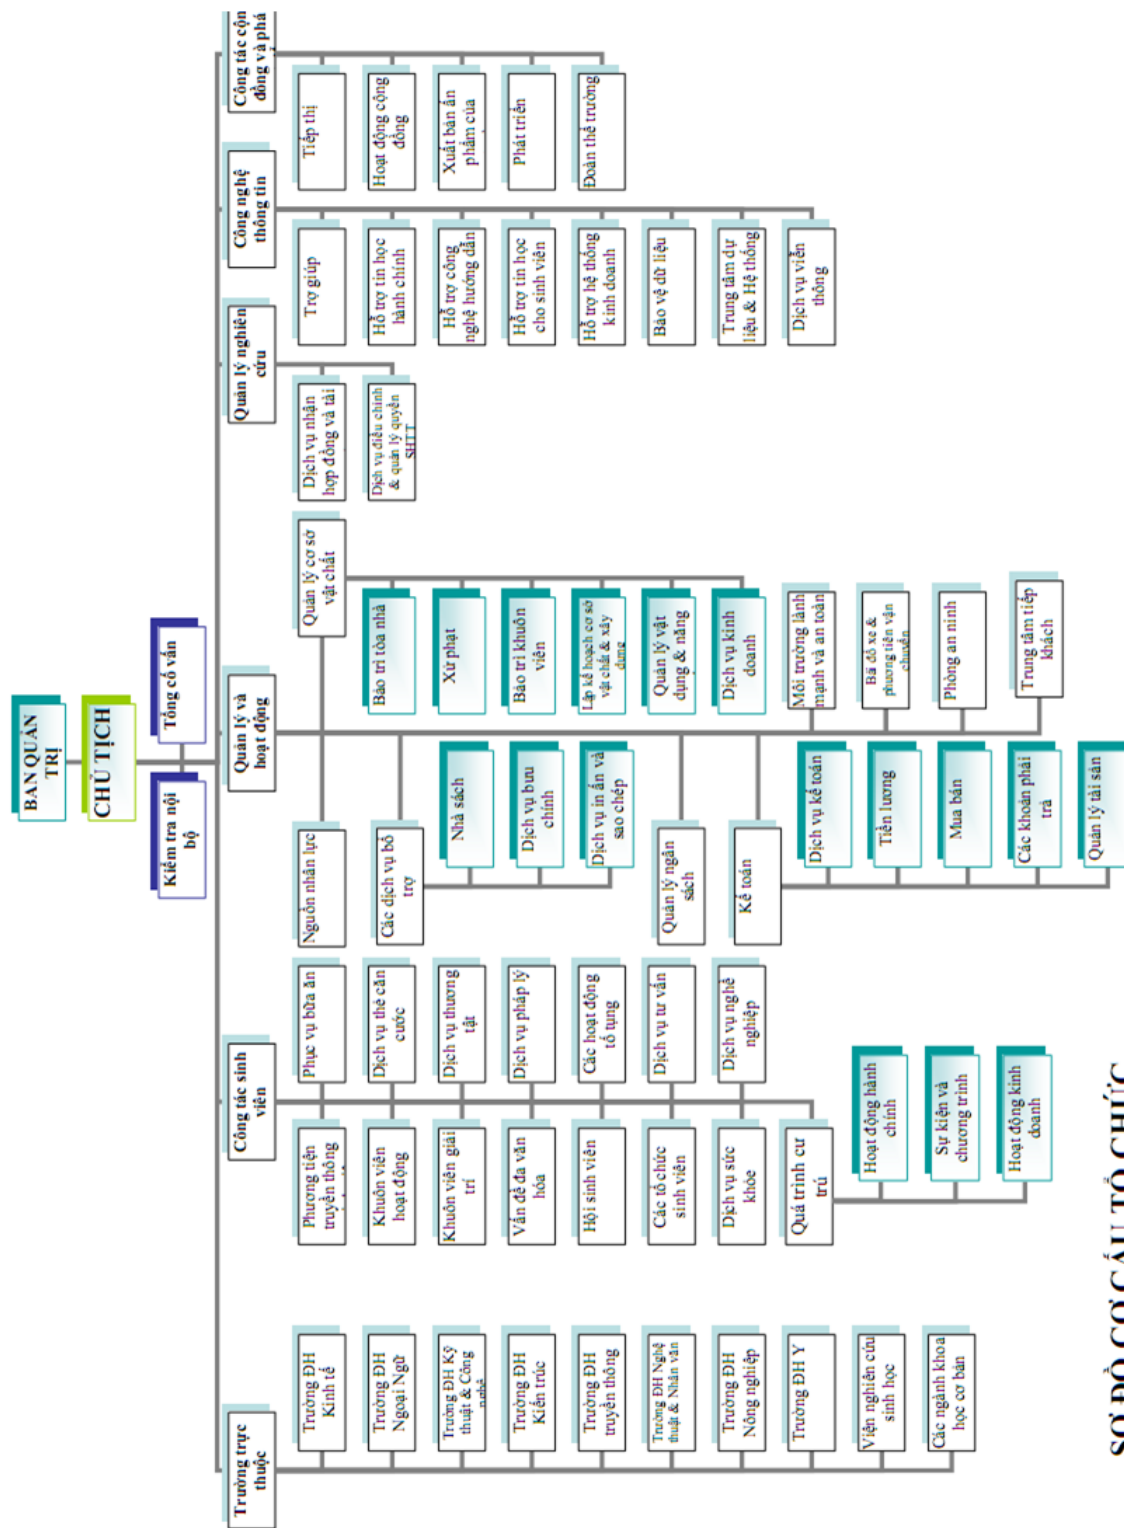 BAN QUẢN
TRỊ
CHỦ TỊCH
Kiểm tra nội
bộ
Tổng cố vấn
Trường trực
thuộc
Công tác sinh
viên
Quản lý và
hoạt động
Quản lý nghiên
cứu
Công nghệ
thông tin
Công tác cộn
đồng và phá
Trường ĐH
Kinh tế
Trường ĐH
Ngoại Ngữ
Trường ĐH Kỹ
thuật & Công
nghệ
Trường ĐH
Kiến trúc
Trường ĐH
truyền thông
Trường ĐH Nghệ
thuật & Nhân văn
Trường ĐH
Nông nghiệp
Trường ĐH Y
Viện nghiên cứu
sinh học
Các ngành khoa
học cơ bản
Phương tiện
truyền thông
Khuôn viên
hoạt động
Khuôn viên giải
trí
Vấn đề đa văn
hóa
Hội sinh viên
Các tổ chức
sinh viên
Dịch vụ sức
khỏe
Quá trình cư
trú
Phục vụ bữa ăn
Dịch vụ thẻ căn
cước
Dịch vụ thương
tật
Dịch vụ pháp lý
Các hoạt động
tố tụng
Dịch vụ tư vấn
Dịch vụ nghề
nghiệp
Hoạt động hành
chính
Sự kiện và
chương trình
Hoạt động kinh
doanh
Nguồn nhân lực
Các dịch vụ bổ
trợ
Nhà sách
Dịch vụ bưu
chính
Dịch vụ in ấn và
sao chép
Quản lý ngân
sách
Kế toán
Dịch vụ kế toán
Tiền lương
Mua bán
Các khoản phải
trả
Quản lý tài sản
Quản lý cơ sở
vật chất
Bảo trì tòa nhà
Xử phạt
Bảo trì khuôn
viên
Lập kế hoạch cơ sở
vật chất & xây
dựng
Quản lý vật
dụng & năng
Dịch vụ kinh
doanh
Môi trường lành
mạnh và an toàn
Bãi đỗ xe &
phương tiện vận
chuyển
Phòng an ninh
Trung tâm tiếp
khách
Dịch vụ nhận
hợp đồng và tài
Dịch vụ điều chỉnh
& quản lý quyền
SHTT
Trợ giúp
Hỗ trợ tin học
hành chính
Hỗ trợ công
nghệ hướng dẫn
Hỗ trợ tin học
cho sinh viên
Hỗ trợ hệ thống
kinh doanh
Bảo vệ dữ liệu
Trung tâm dự
liệu & Hệ thống
Dịch vụ viễn
thông
Tiếp thị
Hoạt động cộng
đồng
Xuất bản ấn
phẩm của
Phát triển
Đoàn thể trường
SƠ ĐỒ CƠ CẤU TỔ CHỨC